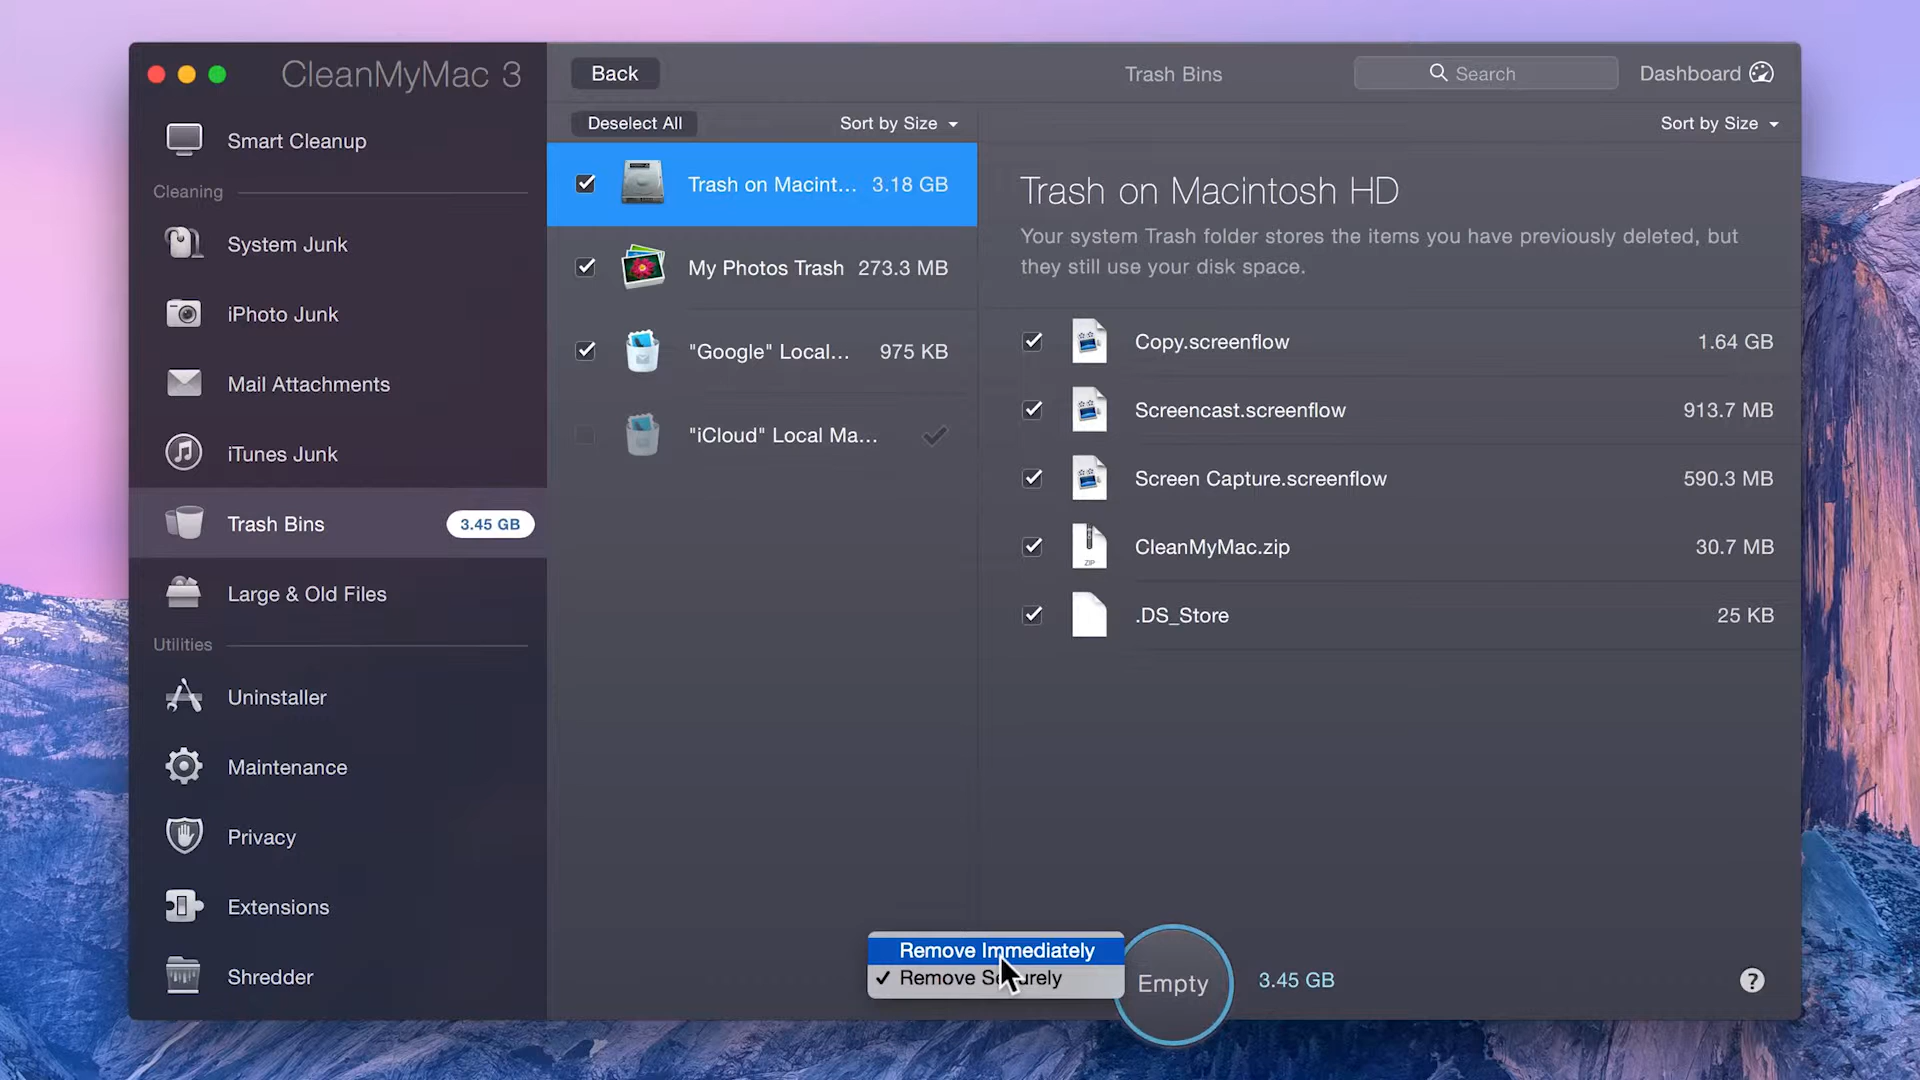 CleanMyMac 3
Back
Trash Bins
Search
Dashboard
Deselect All
Sort by Size
Sort by Size
Smart Cleanup
Cleaning
System Junk
iPhoto Junk
Mail Attachments
iTunes Junk
Trash Bins 3.45 GB
Large & Old Files
Utilities
Uninstaller
Maintenance
Privacy
Extensions
Shredder
Trash on Macint... 3.18 GB
My Photos Trash 273.3 MB
"Google" Local... 975 KB
"iCloud" Local Ma...
Trash on Macintosh HD
Your system Trash folder stores the items you have previously deleted, but
they still use your disk space.
Copy.screenflow 1.64 GB
Screencast.screenflow 913.7 MB
Screen Capture.screenflow 590.3 MB
ZIP
CleanMyMac.zip 30.7 MB
.DS_Store 25 KB
Remove Immediately
Remove Securely
Empty
3.45 GB
?